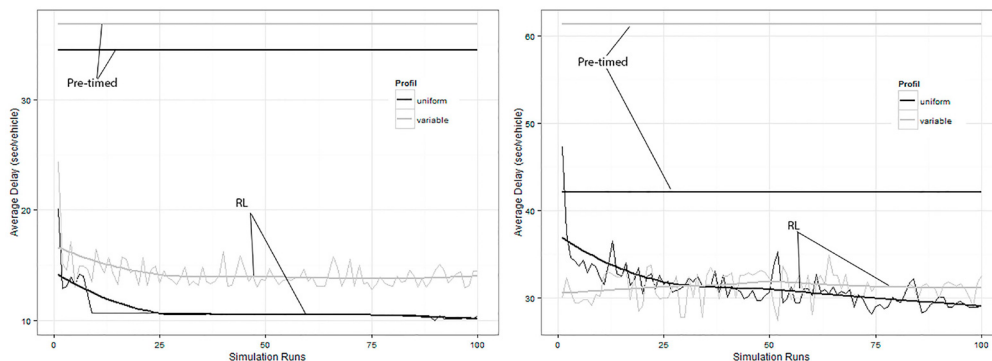 Pre-timed
Profil
uniform
variable
RL
30
20
10
Average Delay (sec/vehicle)
0
25
50
75
100
Simulation Runs
60
Pre-timed
Profil
uniform
variable
50
40
RL
30
Average Delay (sec/vehicle)
0
25
50
75
100
Simulation Runs